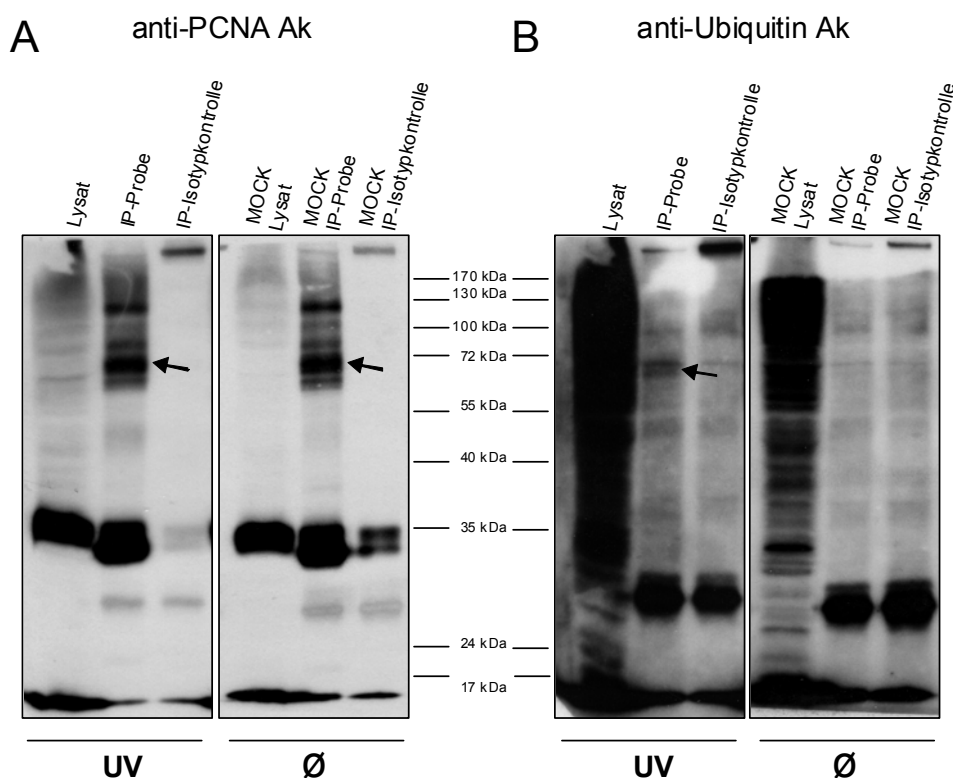 A
anti-PCNA Ak
B
anti-Ubiquitin Ak
Lysat
IP-Probe
IP-Isotypkontrolle
MOCK
Lysat
MOCK
IP-Probe
MOCK
IP-Isotypkontrolle
Lysat
IP-Probe
IP-Isotypkontrolle
MOCK
Lysat
MOCK
IP-Probe
MOCK
IP-Isotypkontrolle
170 kDa
130 kDa
100 kDa
72 kDa
55 kDa
40 kDa
35 kDa
24 kDa
17 kDa
UV
Ø
UV
Ø